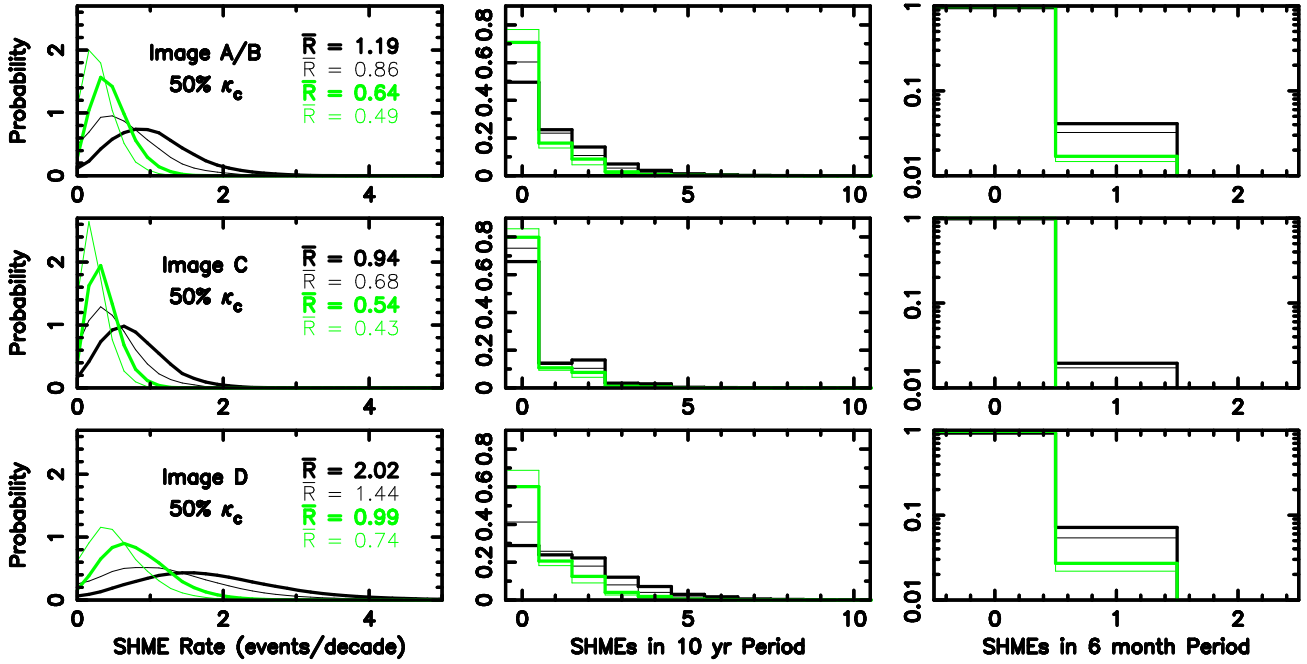 Probability
2
1
0
Image A/B
50% κc
R̅ = 1.19
R̅ = 0.86
R̅ = 0.64
R̅ = 0.49
0 2 4
0 0.2 0.4 0.6 0.8
0 5 10
1
0.1
0.01
0 1 2
Probability
2
1
0
Image C
50% κc
R̅ = 0.94
R̅ = 0.68
R̅ = 0.54
R̅ = 0.43
0 2 4
0 0.2 0.4 0.6 0.8
0 5 10
1
0.1
0.01
0 1 2
Probability
2
1
0
Image D
50% κc
R̅ = 2.02
R̅ = 1.44
R̅ = 0.99
R̅ = 0.74
0 2 4
SHME Rate (events/decade)
0 0.2 0.4 0.6 0.8
0 5 10
SHMEs in 10 yr Period
1
0.1
0.01
0 1 2
SHMEs in 6 month Period